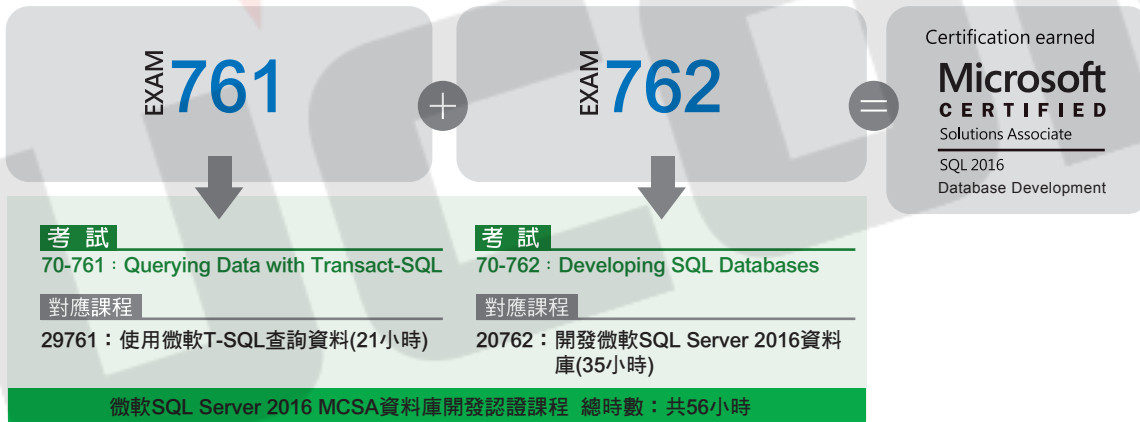 EXAM 761
+
EXAM 762
=
Certification earned
Microsoft
CERTIFIED
Solutions Associate
SQL 2016
Database Development
考試
70-761：Querying Data with Transact-SQL
對應課程
29761：使用微軟T-SQL查詢資料(21小時)
考試
70-762：Developing SQL Databases
對應課程
20762：開發微軟SQL Server 2016資料
庫(35小時)
微軟SQL Server 2016 MCSA資料庫開發認證課程 總時數：共56小時